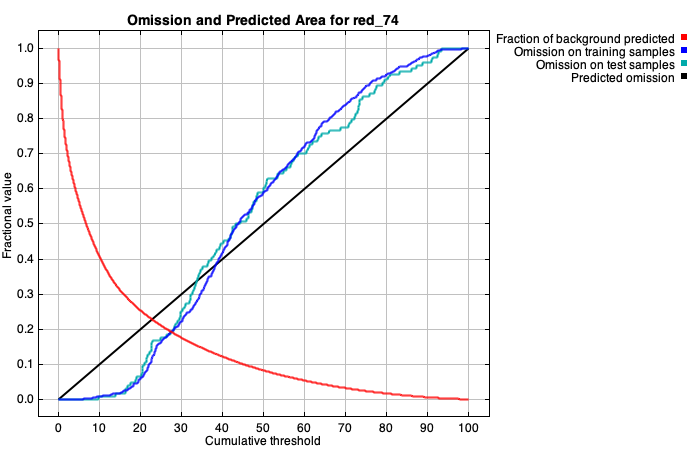 Omission and Predicted Area for red_74
Fraction of background predicted
Omission on training samples
Omission on test samples
Predicted omission
Fractional value
1.0
0.9
0.8
0.7
0.6
0.5
0.4
0.3
0.2
0.1
0.0
0 10 20 30 40 50 60 70 80 90 100
Cumulative threshold